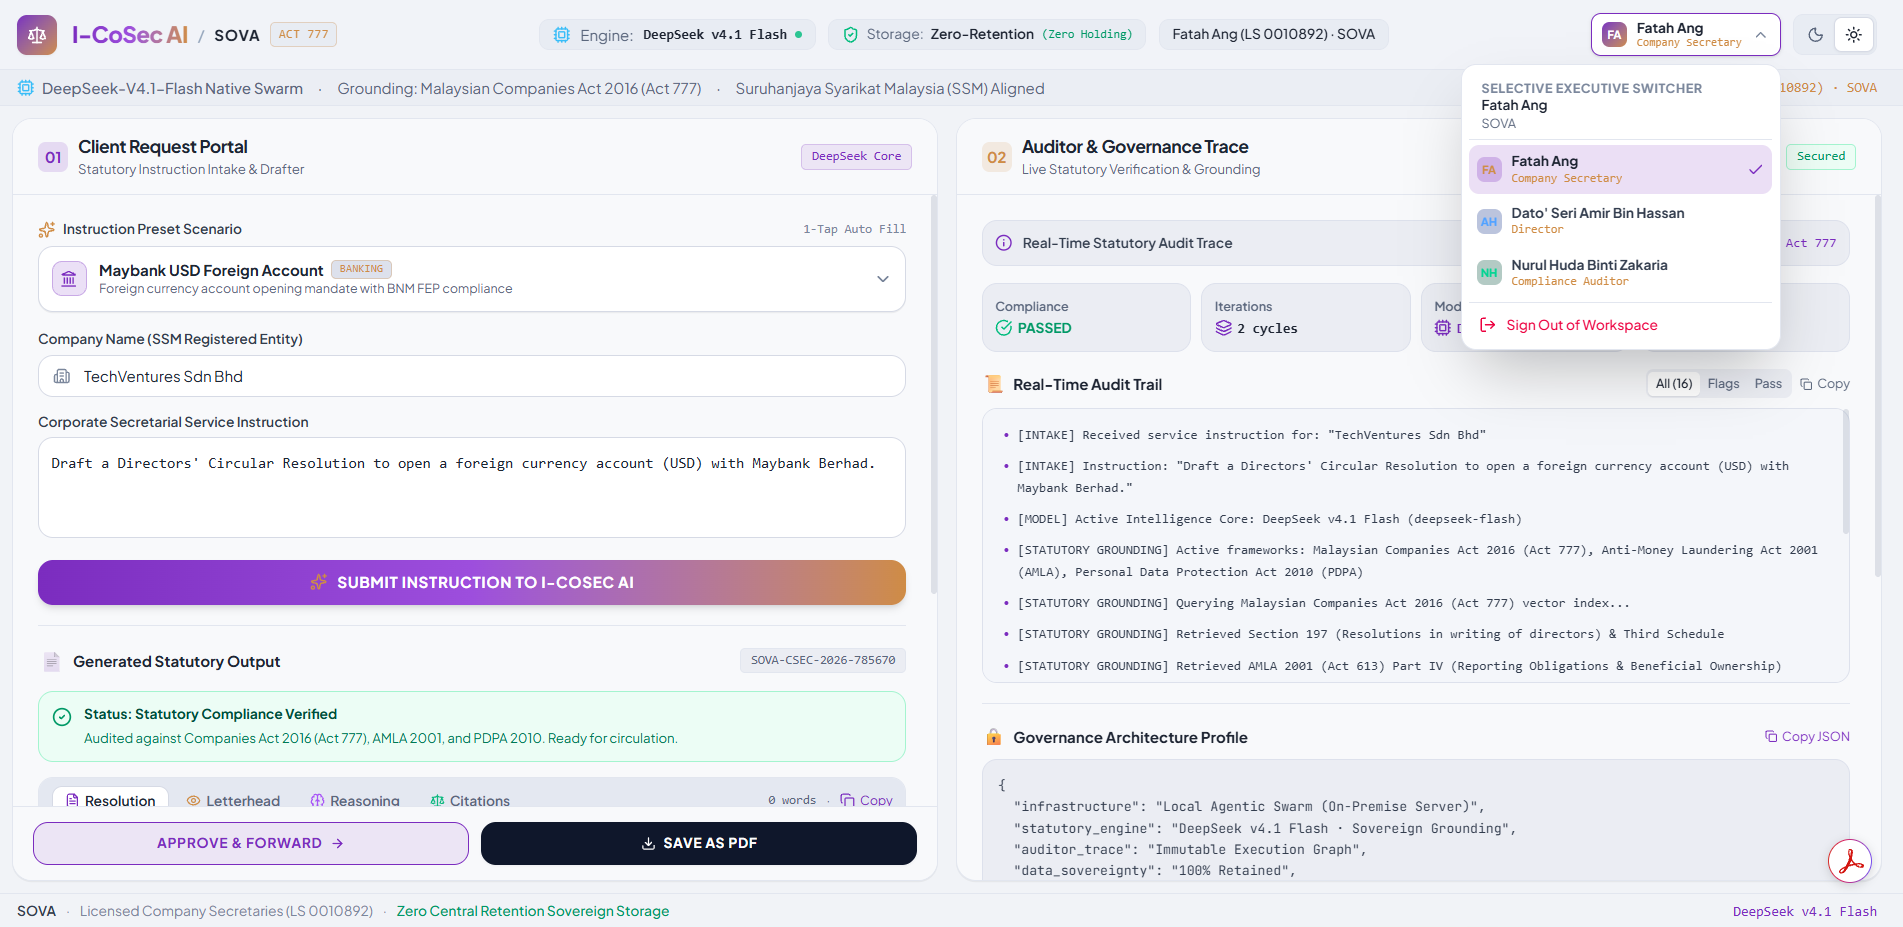 I-CoSec AI / SOVA ACT 777
Engine: DeepSeek v4.1 Flash
Storage: Zero-Retention (Zero Holding)
Fatah Ang (LS 0010892) · SOVA
FA
Fatah Ang
Company Secretary
DeepSeek-V4.1-Flash Native Swarm · Grounding: Malaysian Companies Act 2016 (Act 777) · Suruhanjaya Syarikat Malaysia (SSM) Aligned
10892) · SOVA
SELECTIVE EXECUTIVE SWITCHER
Fatah Ang
SOVA
FA
Fatah Ang
Company Secretary
AH
Dato' Seri Amir Bin Hassan
Director
NH
Nurul Huda Binti Zakaria
Compliance Auditor
Sign Out of Workspace
01
Client Request Portal
Statutory Instruction Intake & Drafter
DeepSeek Core
Instruction Preset Scenario
1-Tap Auto Fill
Maybank USD Foreign Account BANKING
Foreign currency account opening mandate with BNM FEP compliance
Company Name (SSM Registered Entity)
TechVentures Sdn Bhd
Corporate Secretarial Service Instruction
Draft a Directors' Circular Resolution to open a foreign currency account (USD) with Maybank Berhad.
SUBMIT INSTRUCTION TO I-COSEC AI
Generated Statutory Output
SOVA-CSEC-2026-785670
Status: Statutory Compliance Verified
Audited against Companies Act 2016 (Act 777), AMLA 2001, and PDPA 2010. Ready for circulation.
Resolution Letterhead Reasoning Citations 0 words · Copy
APPROVE & FORWARD →
SAVE AS PDF
02
Auditor & Governance Trace
Live Statutory Verification & Grounding
Secured
Real-Time Statutory Audit Trace
Act 777
Compliance
PASSED
Iterations
2 cycles
Mod
D
Real-Time Audit Trail
All (16) Flags Pass Copy
• [INTAKE] Received service instruction for: "TechVentures Sdn Bhd"
• [INTAKE] Instruction: "Draft a Directors' Circular Resolution to open a foreign currency account (USD) with
Maybank Berhad."
• [MODEL] Active Intelligence Core: DeepSeek v4.1 Flash (deepseek-flash)
• [STATUTORY GROUNDING] Active frameworks: Malaysian Companies Act 2016 (Act 777), Anti-Money Laundering Act 2001
(AMLA), Personal Data Protection Act 2010 (PDPA)
• [STATUTORY GROUNDING] Querying Malaysian Companies Act 2016 (Act 777) vector index...
• [STATUTORY GROUNDING] Retrieved Section 197 (Resolutions in writing of directors) & Third Schedule
• [STATUTORY GROUNDING] Retrieved AMLA 2001 (Act 613) Part IV (Reporting Obligations & Beneficial Ownership)
Governance Architecture Profile
Copy JSON
{
"infrastructure": "Local Agentic Swarm (On-Premise Server)",
"statutory_engine": "DeepSeek v4.1 Flash · Sovereign Grounding",
"auditor_trace": "Immutable Execution Graph",
"data_sovereignty": "100% Retained",
SOVA · Licensed Company Secretaries (LS 0010892) · Zero Central Retention Sovereign Storage
DeepSeek v4.1 Flash